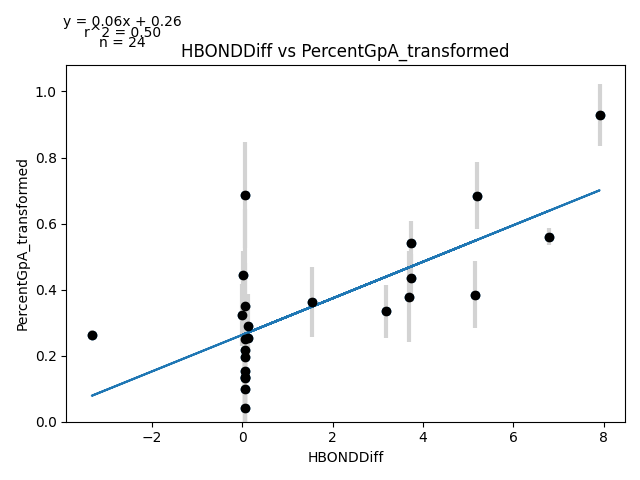 y = 0.06x + 0.26
r^2 = 0.50
n = 24
HBONDDiff vs PercentGpA_transformed
PercentGpA_transformed
1.0
0.8
0.6
0.4
0.2
0.0
−2
0
2
4
6
8
HBONDDiff